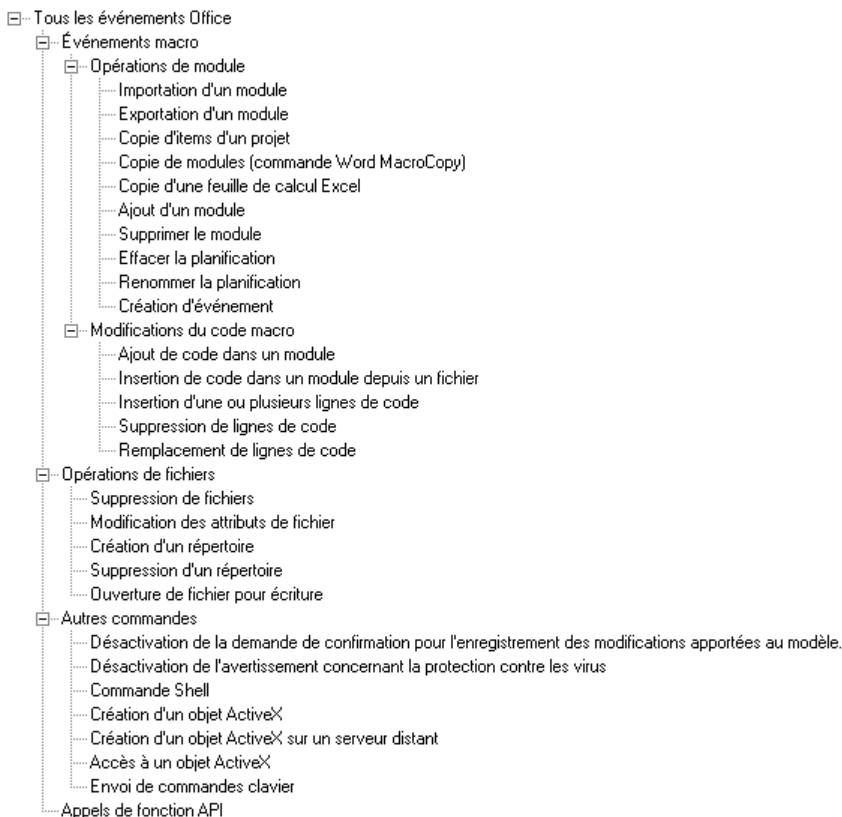 Tous les événements Office
Événements macro
Opérations de module
Importation d'un module
Exportation d'un module
Copie d'items d'un projet
Copie de modules (commande Word MacroCopy)
Copie d'une feuille de calcul Excel
Ajout d'un module
Supprimer le module
Effacer la planification
Renommer la planification
Création d'événement
Modifications du code macro
Ajout de code dans un module
Insertion de code dans un module depuis un fichier
Insertion d'une ou plusieurs lignes de code
Suppression de lignes de code
Remplacement de lignes de code
Opérations de fichiers
Suppression de fichiers
Modification des attributs de fichier
Création d'un répertoire
Suppression d'un répertoire
Ouverture de fichier pour écriture
Autres commandes
Désactivation de la demande de confirmation pour l'enregistrement des modifications apportées au modèle.
Désactivation de l'avertissement concernant la protection contre les virus
Commande Shell
Création d'un objet ActiveX
Création d'un objet ActiveX sur un serveur distant
Accès à un objet ActiveX
Envoi de commandes clavier
Appels de fonction API